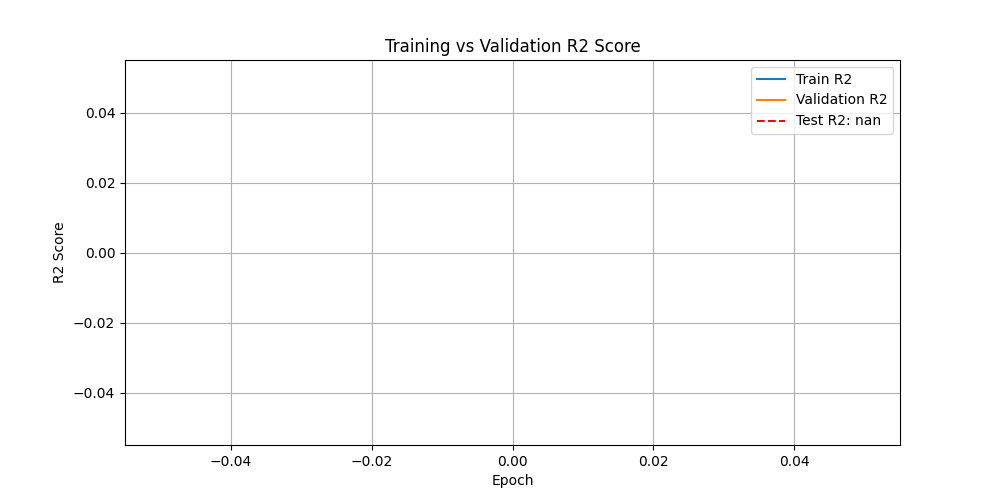 Training vs Validation R2 Score
Train R2
Validation R2
Test R2: nan
R2 Score
0.04
0.02
0.00
−0.02
−0.04
−0.04
−0.02
0.00
0.02
0.04
Epoch